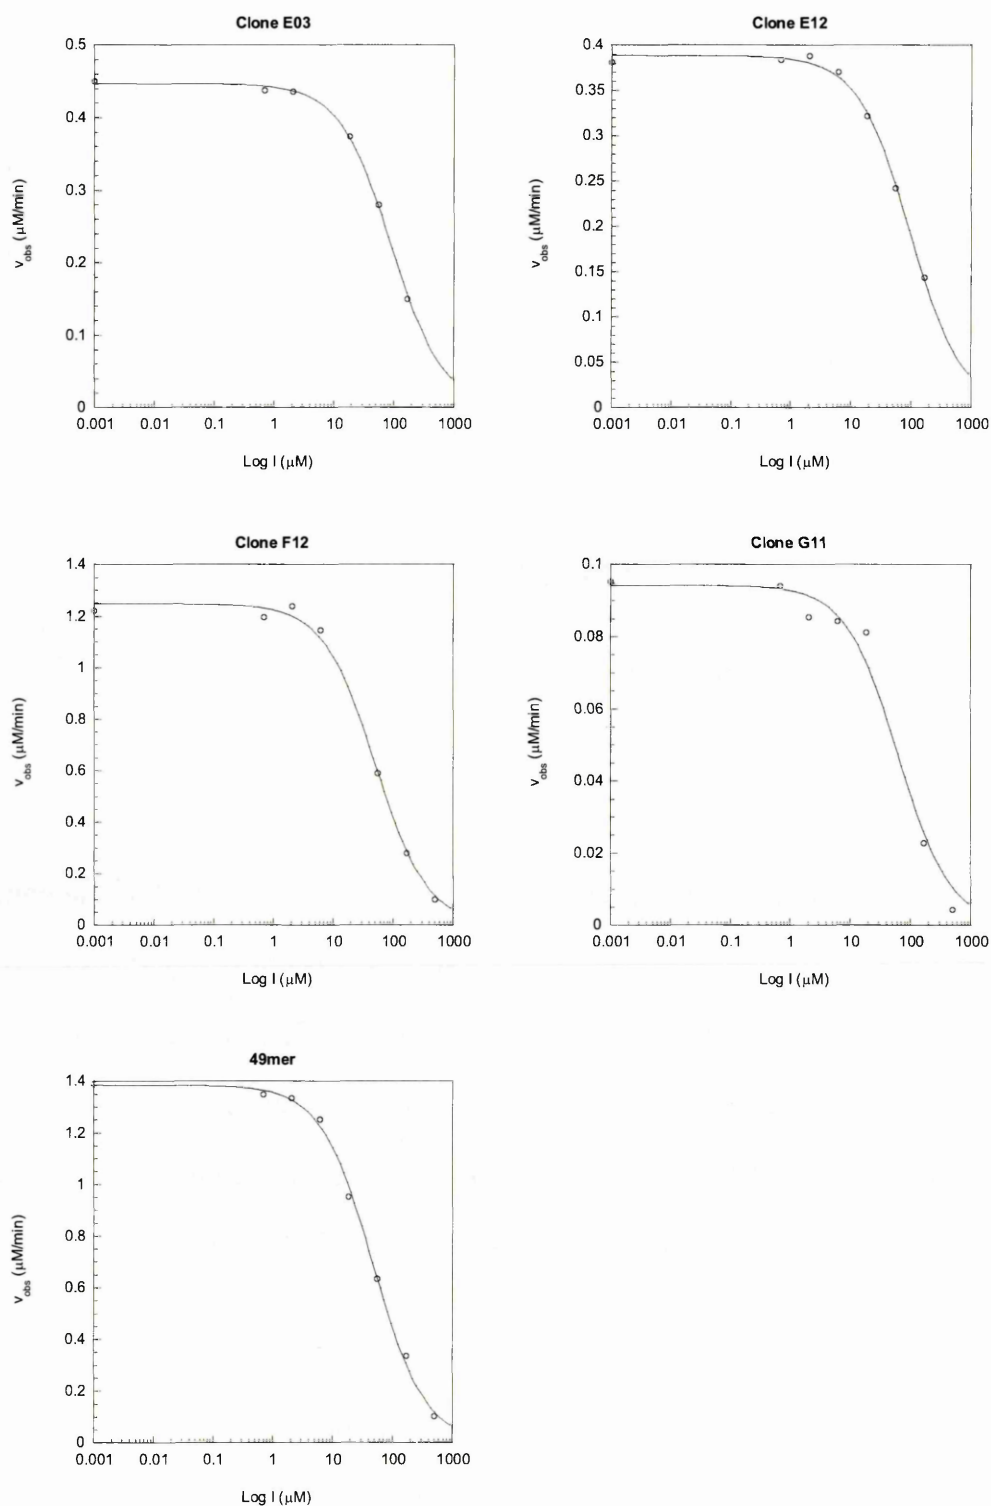 Clone E03
0.5
0.4
0.3
0.2
0.1
0
v_obs (μM/min)
0.001 0.01 0.1 1 10 100 1000
Log I (μM)
Clone E12
0.4
0.35
0.3
0.25
0.2
0.15
0.1
0.05
0
v_obs (μM/min)
0.001 0.01 0.1 1 10 100 1000
Log I (μM)
Clone F12
1.4
1.2
1
0.8
0.6
0.4
0.2
0
v_obs (μM/min)
0.001 0.01 0.1 1 10 100 1000
Log I (μM)
Clone G11
0.1
0.08
0.06
0.04
0.02
0
v_obs (μM/min)
0.001 0.01 0.1 1 10 100 1000
Log I (μM)
49mer
1.4
1.2
1
0.8
0.6
0.4
0.2
0
v_obs (μM/min)
0.001 0.01 0.1 1 10 100 1000
Log I (μM)